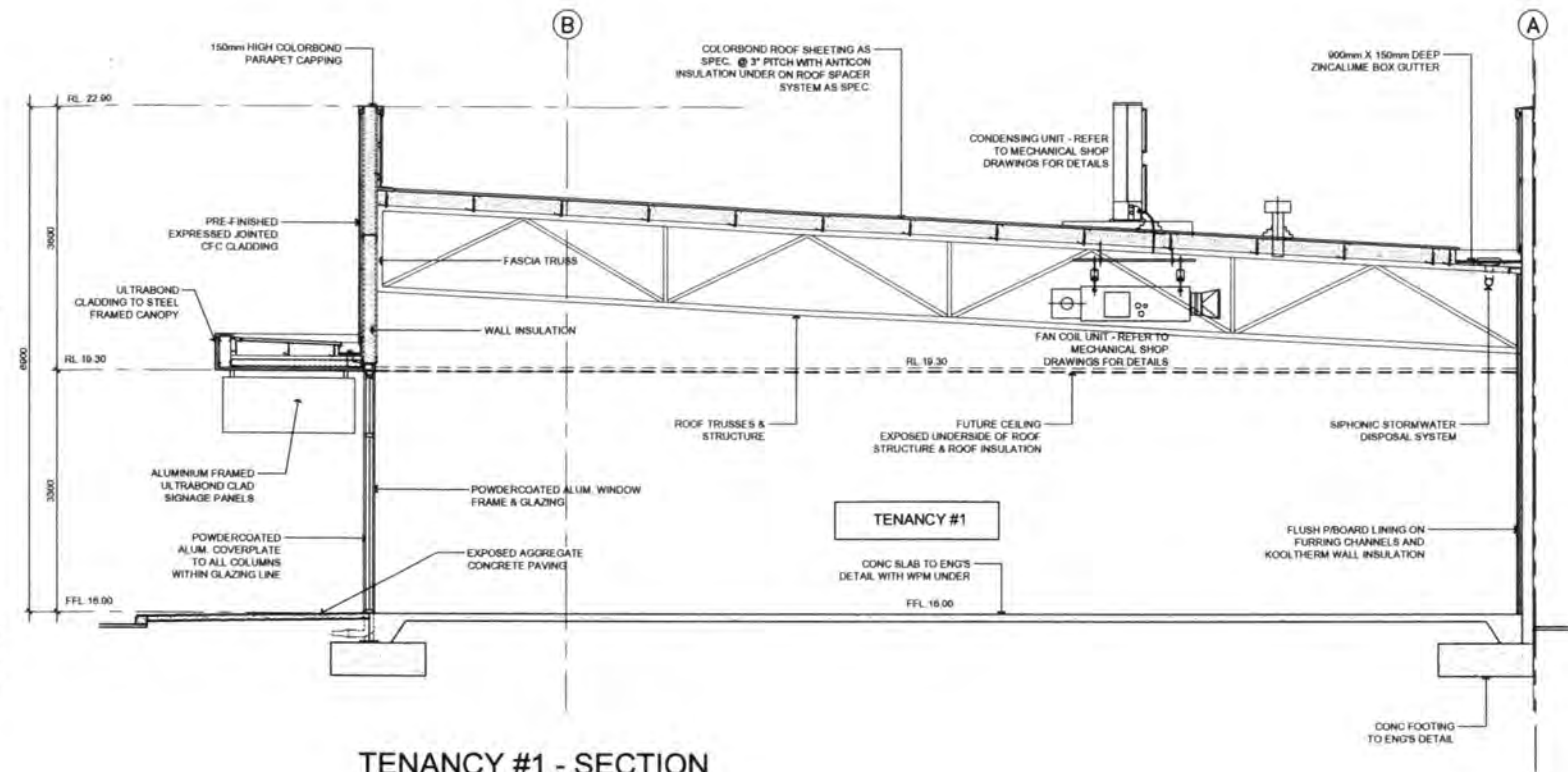 B
A
150mm HIGH COLORBOND
PARAPET CAPPING
COLORBOND ROOF SHEETING AS
SPEC. @ 3° PITCH WITH ANTICON
INSULATION UNDER ON ROOF SPACER
SYSTEM AS SPEC
900mm X 150mm DEEP
ZINCALUME BOX GUTTER
RL 22.90
CONDENSING UNIT - REFER
TO MECHANICAL SHOP
DRAWINGS FOR DETAILS
PRE-FINISHED
EXPRESSED JOINTED
CFC CLADDING
3600
FASCIA TRUSS
ULTRABOND
CLADDING TO STEEL
FRAMED CANOPY
WALL INSULATION
FAN COIL UNIT - REFER TO
MECHANICAL SHOP
DRAWINGS FOR DETAILS
6900
RL 19.30
RL 19.30
ROOF TRUSSES &
STRUCTURE
FUTURE CEILING
EXPOSED UNDERSIDE OF ROOF
STRUCTURE & ROOF INSULATION
SIPHONIC STORMWATER
DISPOSAL SYSTEM
ALUMINIUM FRAMED
ULTRABOND CLAD
SIGNAGE PANELS
3300
POWDERCOATED ALUM. WINDOW
FRAME & GLAZING
TENANCY #1
FLUSH P/BOARD LINING ON
FURRING CHANNELS AND
KOOLTHERM WALL INSULATION
POWDERCOATED
ALUM. COVERPLATE
TO ALL COLUMNS
WITHIN GLAZING LINE
EXPOSED AGGREGATE
CONCRETE PAVING
CONC SLAB TO ENG'S
DETAIL WITH WPM UNDER
FFL 16.00
FFL 16.00
CONC FOOTING
TO ENG'S DETAIL
TENANCY #1 - SECTION